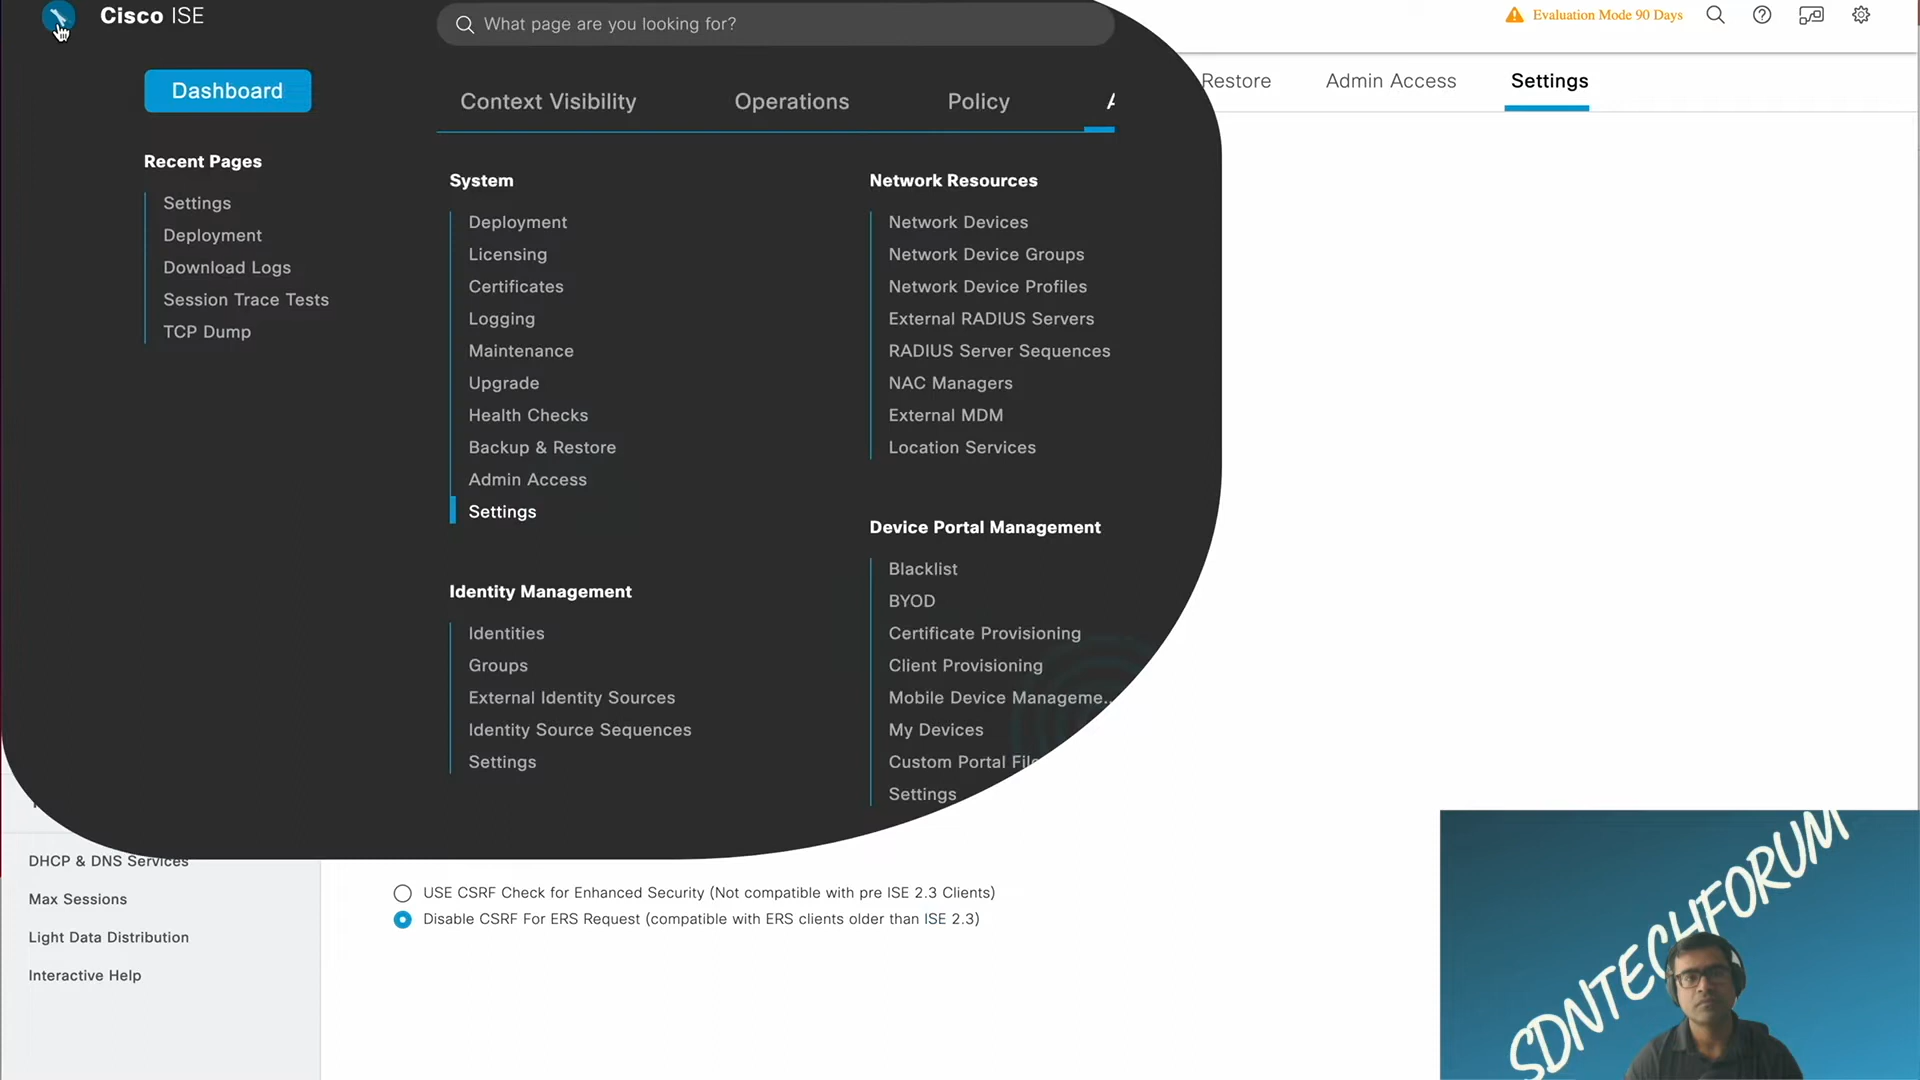 Cisco ISE
What page are you looking for?
Evaluation Mode 90 Days
Dashboard
Context Visibility
Operations
Policy
Restore
Admin Access
Settings
Recent Pages
Settings
Deployment
Download Logs
Session Trace Tests
TCP Dump
System
Deployment
Licensing
Certificates
Logging
Maintenance
Upgrade
Health Checks
Backup & Restore
Admin Access
Settings
Identity Management
Identities
Groups
External Identity Sources
Identity Source Sequences
Settings
Network Resources
Network Devices
Network Device Groups
Network Device Profiles
External RADIUS Servers
RADIUS Server Sequences
NAC Managers
External MDM
Location Services
Device Portal Management
Blacklist
BYOD
Certificate Provisioning
Client Provisioning
Mobile Device Manageme..
My Devices
Custom Portal File
Settings
DHCP & DNS Services
Max Sessions
Light Data Distribution
Interactive Help
USE CSRF Check for Enhanced Security (Not compatible with pre ISE 2.3 Clients)
Disable CSRF For ERS Request (compatible with ERS clients older than ISE 2.3)
SDNTECHFORUM